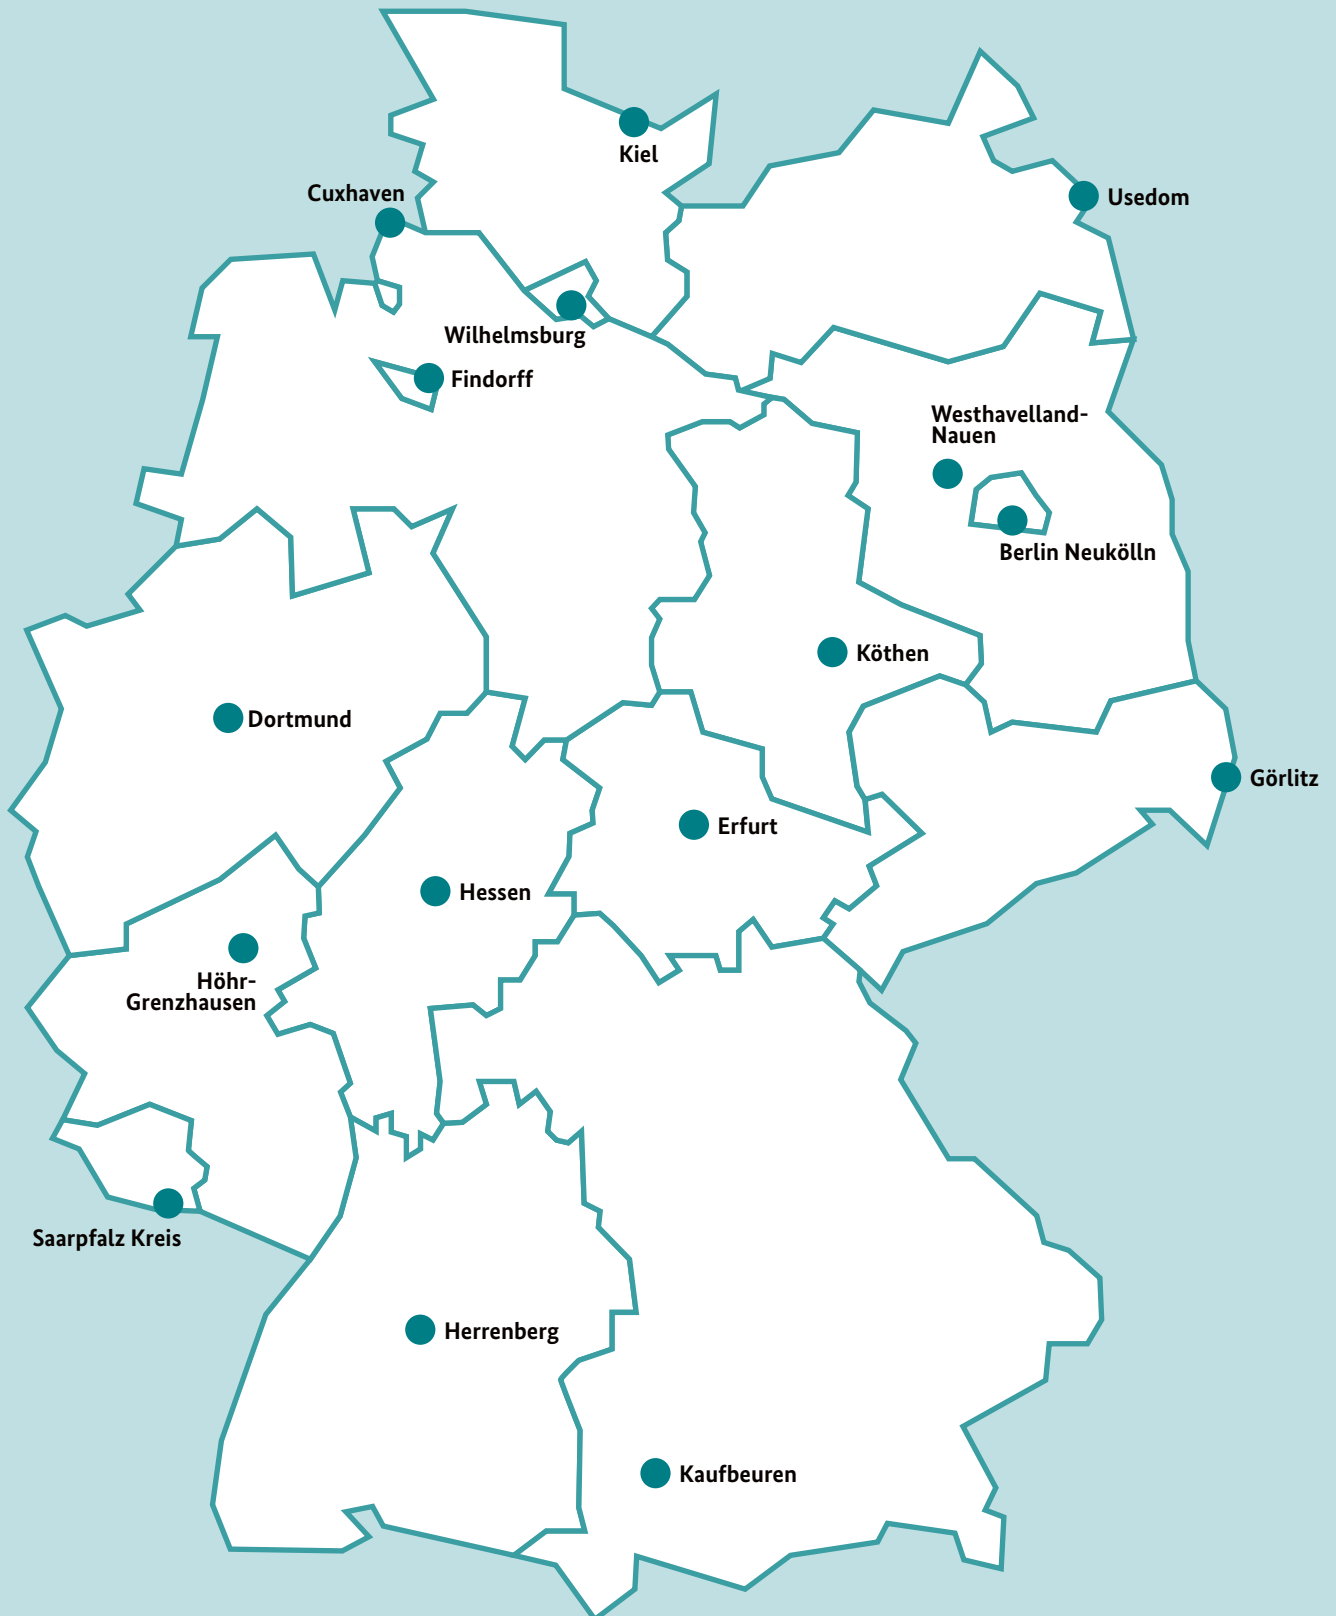 Kiel
Cuxhaven
Usedom
Wilhelmsburg
Findorff
Westhavelland-
Nauen
Berlin Neukölln
Köthen
Dortmund
Görlitz
Erfurt
Hessen
Höhr-
Grenzhausen
Saarpfalz Kreis
Herrenberg
Kaufbeuren